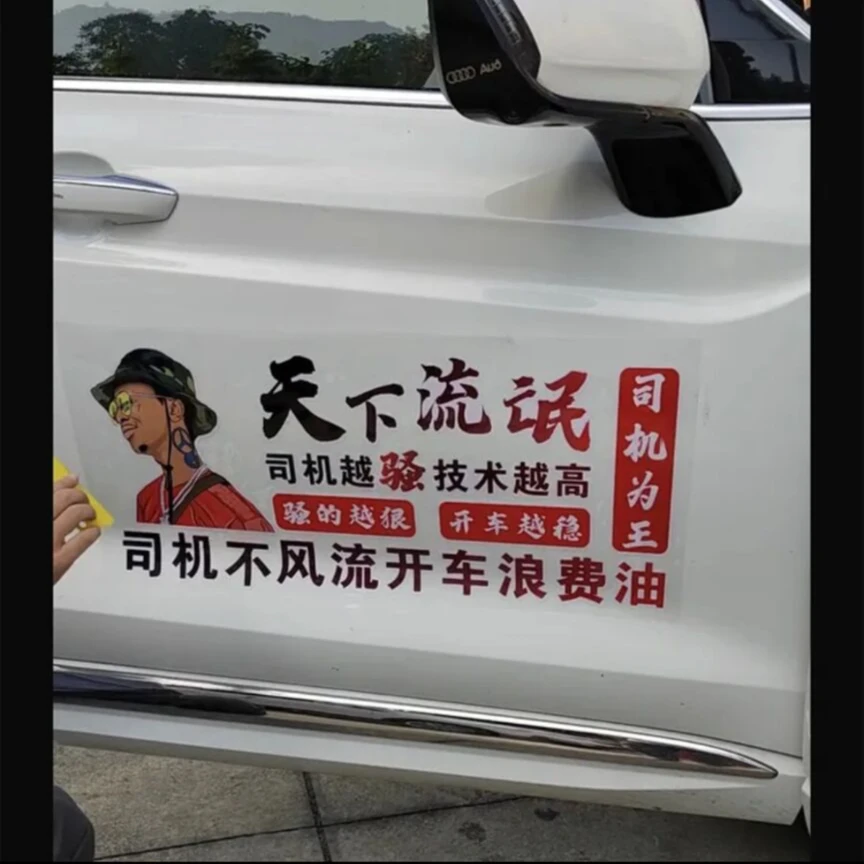 Audi
天下流氓
司机越骚技术越高
骚的越狠 开车越稳
司机不风流开车浪费油
司机为王